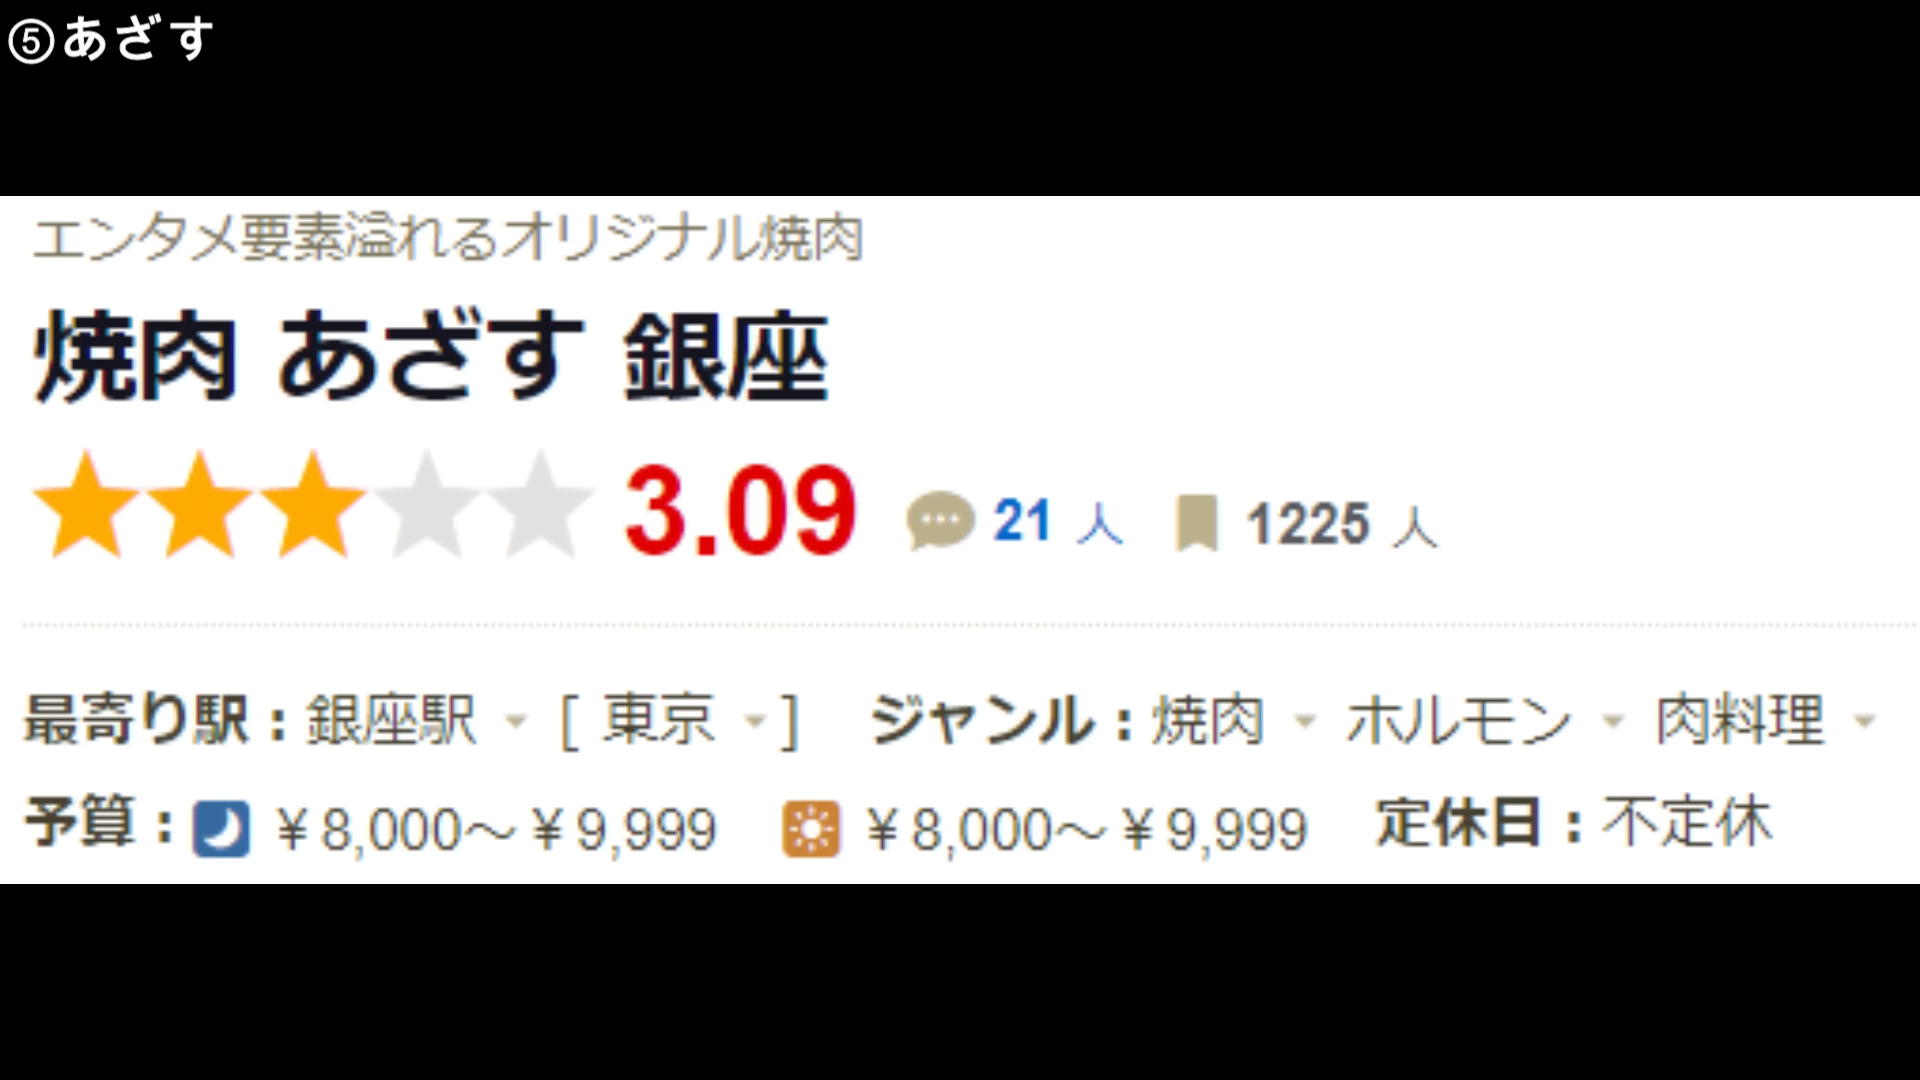 ⑤あざす
エンタメ要素溢れるオリジナル焼肉
焼肉 あざす 銀座
3.09 21 人 1225 人
最寄り駅：銀座駅 [ 東京 ] ジャンル：焼肉 ホルモン 肉料理
予算： ￥8,000～￥9,999 ￥8,000～￥9,999 定休日：不定休